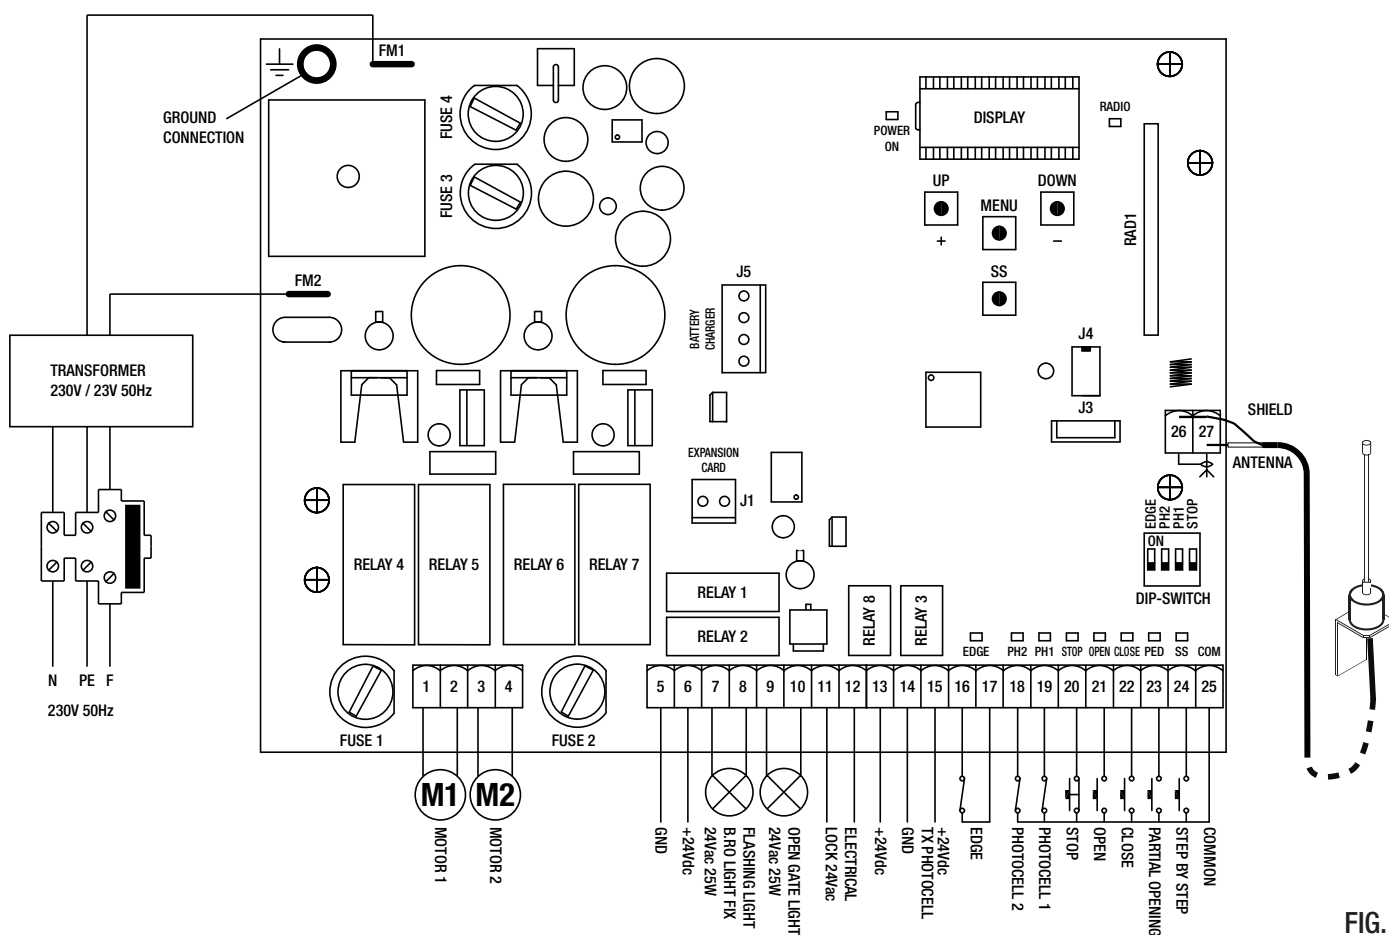 FM1
GROUND
CONNECTION
FUSE 4
FUSE 3
FM2
TRANSFORMER
230V / 23V 50Hz
N PE F
230V 50Hz
POWER
ON
DISPLAY
RADIO
UP
DOWN
MENU
+
–
SS
RAD1
J5
BATTERY
CHARGER
J4
J3
SHIELD
26 27
ANTENNA
EXPANSION
CARD
J1
EDGE
PH2
PH1
STOP
ON
DIP-SWITCH
RELAY 4
RELAY 5
RELAY 6
RELAY 7
RELAY 1
RELAY 2
RELAY 8
RELAY 3
EDGE PH2 PH1 STOP OPEN CLOSE PED SS COM
FUSE 1
1 2 3 4
FUSE 2
5 6 7 8 9 10 11 12 13 14 15 16 17 18 19 20 21 22 23 24 25
M1
M2
MOTOR 1
MOTOR 2
GND
+24Vdc
FLASHING LIGHT
B.RO LIGHT FIX
24Vac 25W
OPEN GATE LIGHT
24Vac 25W
ELECTRICAL
LOCK 24Vac
+24Vdc
GND
+24Vdc
TX PHOTOCELL
EDGE
PHOTOCELL 2
PHOTOCELL 1
STOP
OPEN
CLOSE
PARTIAL OPENING
STEP BY STEP
COMMON
FIG.